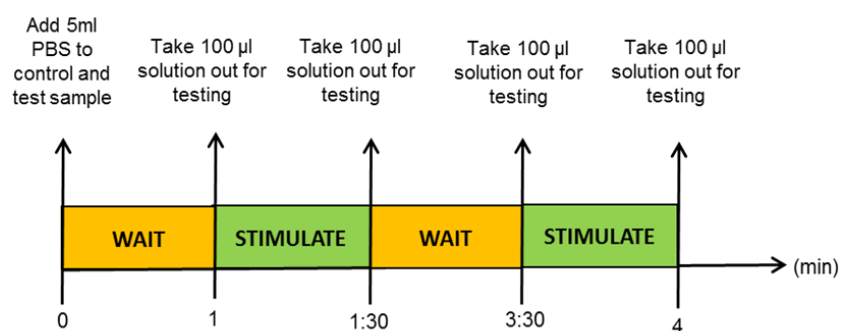 Add 5ml
PBS to
control and
test sample
Take 100 µl
solution out for
testing
Take 100 µl
solution out for
testing
Take 100 µl
solution out for
testing
Take 100 µl
solution out for
testing
WAIT
STIMULATE
WAIT
STIMULATE
(min)
0
1
1:30
3:30
4